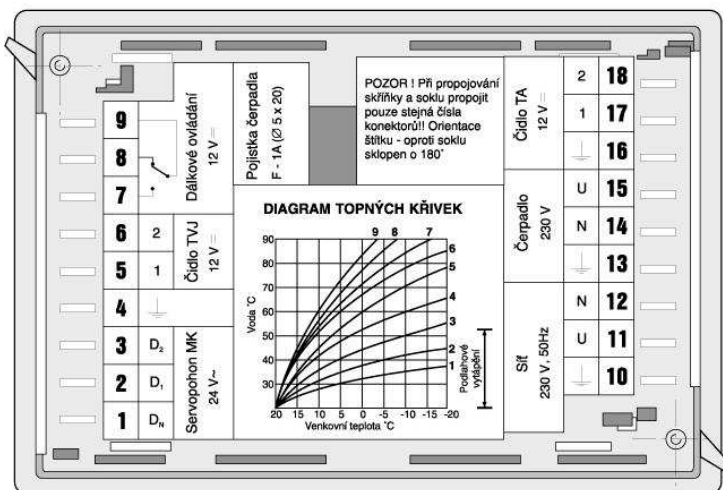 9
8
7
6
5
4
3
2
1
2
1
D₂
D₁
Dɴ
Dálkové ovládání
12 V ⎓
Čidlo TVJ
12 V ⎓
Servopohon MK
24 V~
Pojistka čerpadla
F - 1A (Ø 5 x 20)
POZOR ! Při propojování
skříňky a soklu propojit
pouze stejná čísla
konektorů!! Orientace
štítku - oproti soklu
sklopen o 180˚
DIAGRAM TOPNÝCH KŘIVEK
Voda ˚C
90
80
70
60
50
40
30
9 8 7
6
5
4
3
2
1
20 15 10 5 0 -5 -10 -15 -20
Venkovní teplota ˚C
Podlahové
vytápění
Čidlo TA
12 V ⎓
Čerpadlo
230 V
Síť
230 V, 50Hz
2
1
U
N
N
U
18
17
16
15
14
13
12
11
10